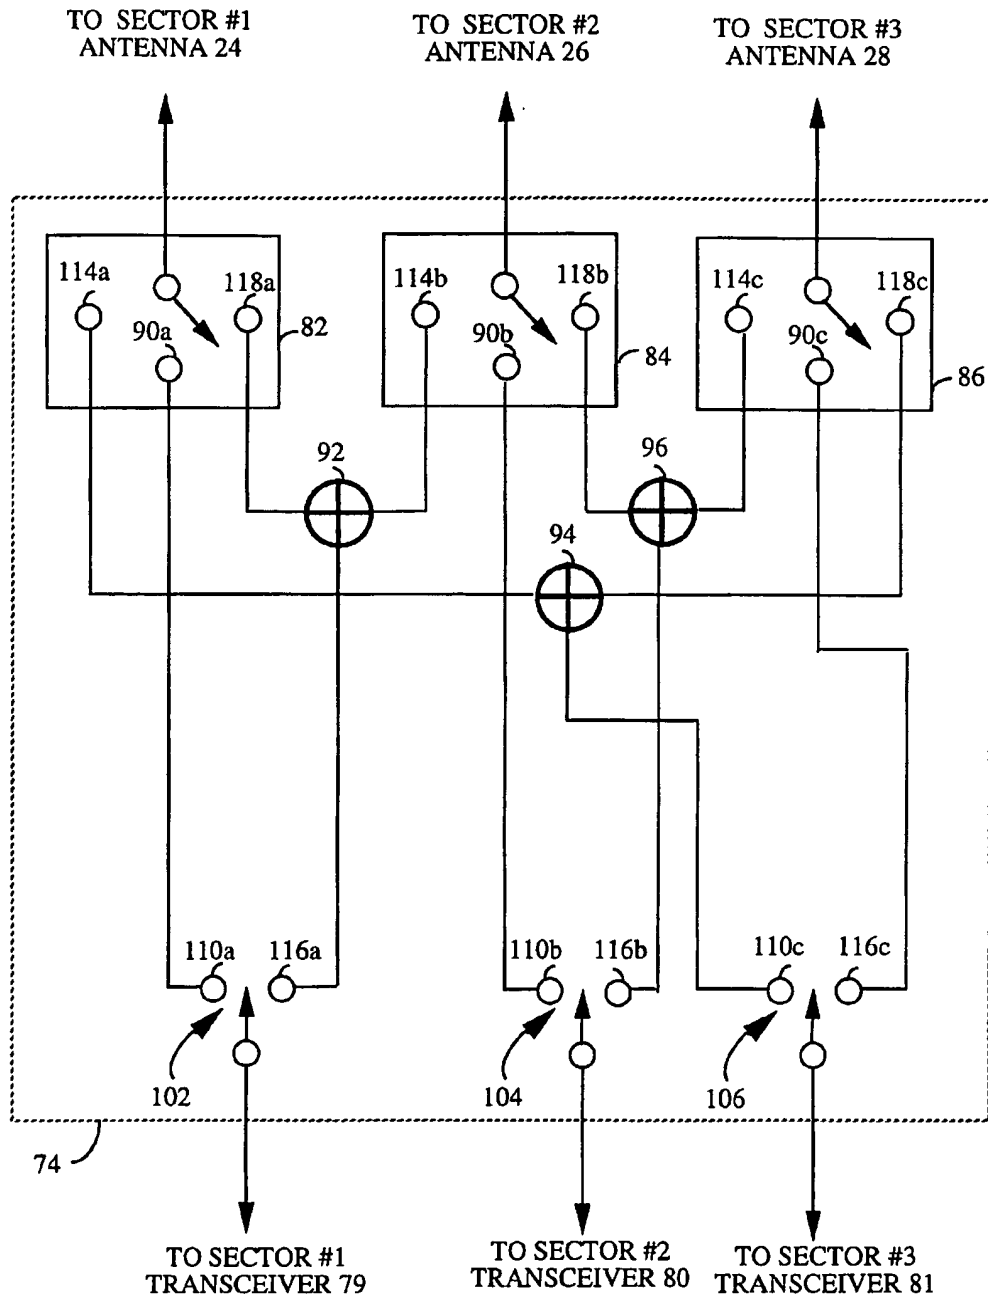 TO SECTOR #1
ANTENNA 24
TO SECTOR #2
ANTENNA 26
TO SECTOR #3
ANTENNA 28
114a
118a
90a
82
114b
118b
90b
84
114c
118c
90c
86
92
96
94
110a
116a
110b
116b
110c
116c
102
104
106
74
TO SECTOR #1
TRANSCEIVER 79
TO SECTOR #2
TRANSCEIVER 80
TO SECTOR #3
TRANSCEIVER 81